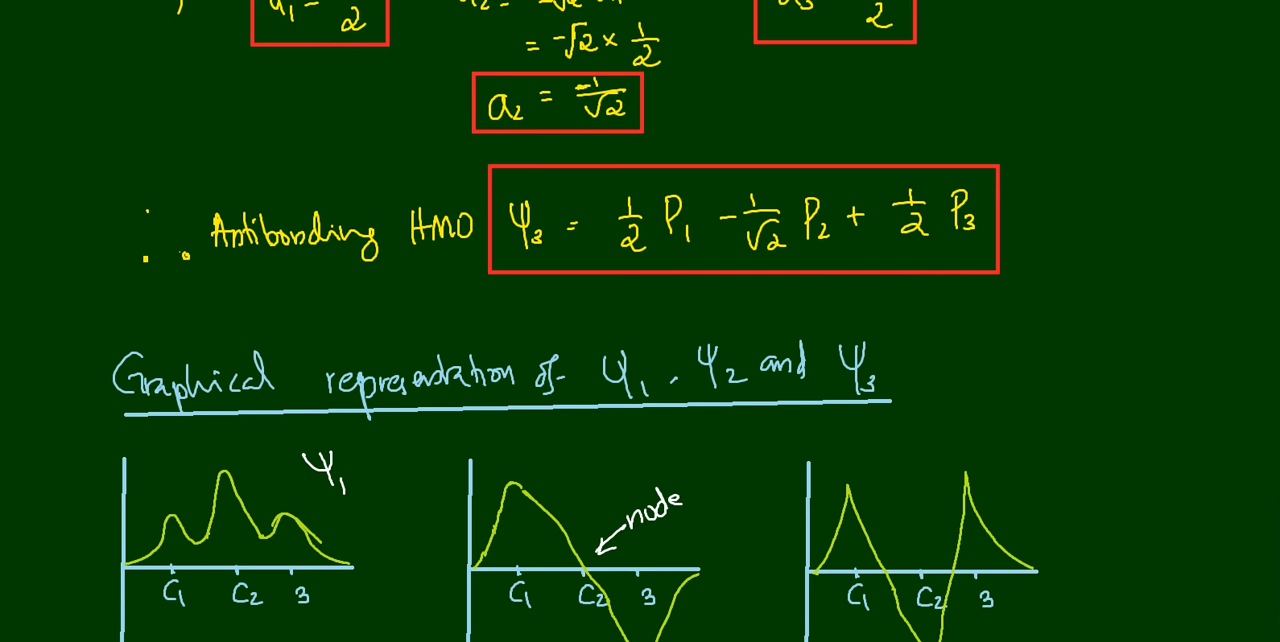 = -√2 × 1/2
a2 = -1/√2
∴ Antibonding HMO ψ3 = 1/2 P1 - 1/√2 P2 + 1/2 P3
Graphical representation of ψ1, ψ2 and ψ3
ψ1
node
C1 C2 3 C1 C2 3 C1 C2 3